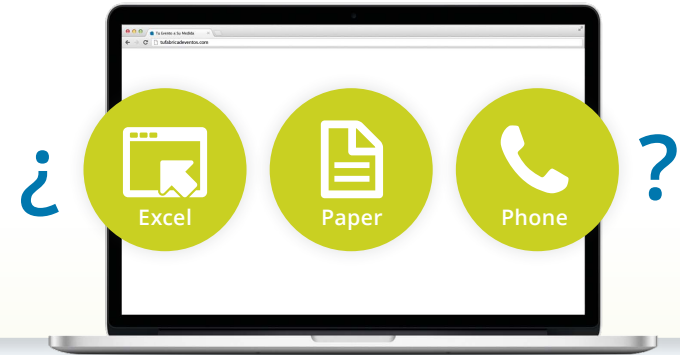 Tu Evento a Su Medida
tufabricadeventos.com
¿ Excel Paper Phone ?